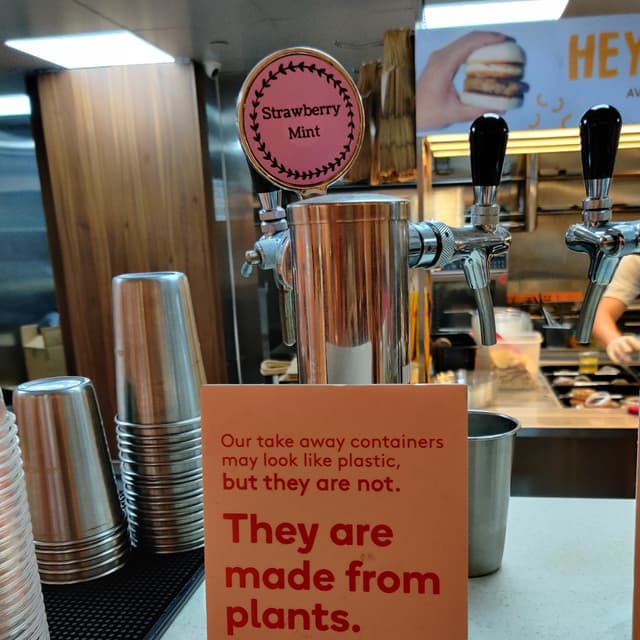 Strawberry
Mint
HEY
AV
Our take away containers
may look like plastic,
but they are not.
They are
made from
plants.